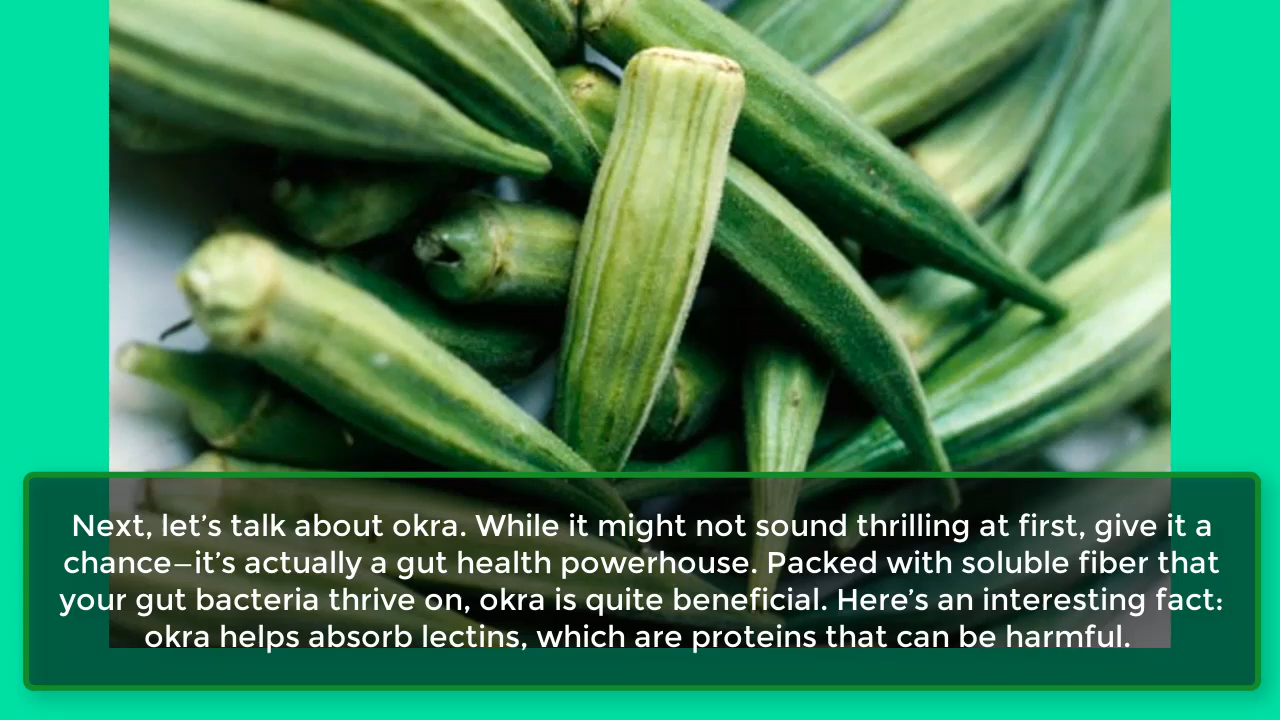 Next, let’s talk about okra. While it might not sound thrilling at first, give it a
chance—it’s actually a gut health powerhouse. Packed with soluble fiber that
your gut bacteria thrive on, okra is quite beneficial. Here’s an interesting fact:
okra helps absorb lectins, which are proteins that can be harmful.